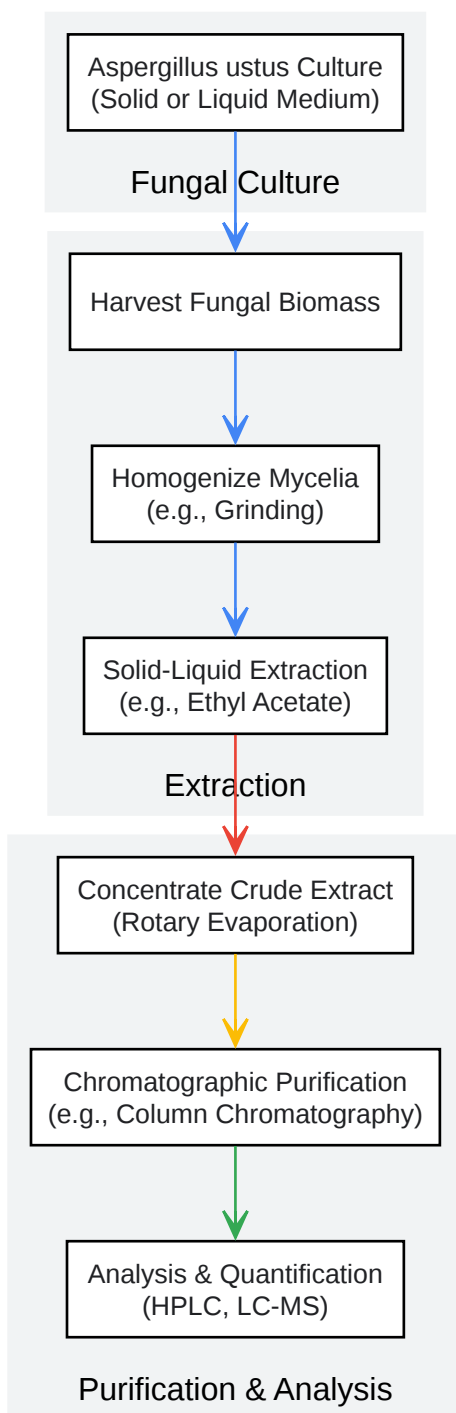 Aspergillus ustus Culture
(Solid or Liquid Medium)
Fungal Culture
Harvest Fungal Biomass
Homogenize Mycelia
(e.g., Grinding)
Solid-Liquid Extraction
(e.g., Ethyl Acetate)
Extraction
Concentrate Crude Extract
(Rotary Evaporation)
Chromatographic Purification
(e.g., Column Chromatography)
Analysis & Quantification
(HPLC, LC-MS)
Purification & Analysis